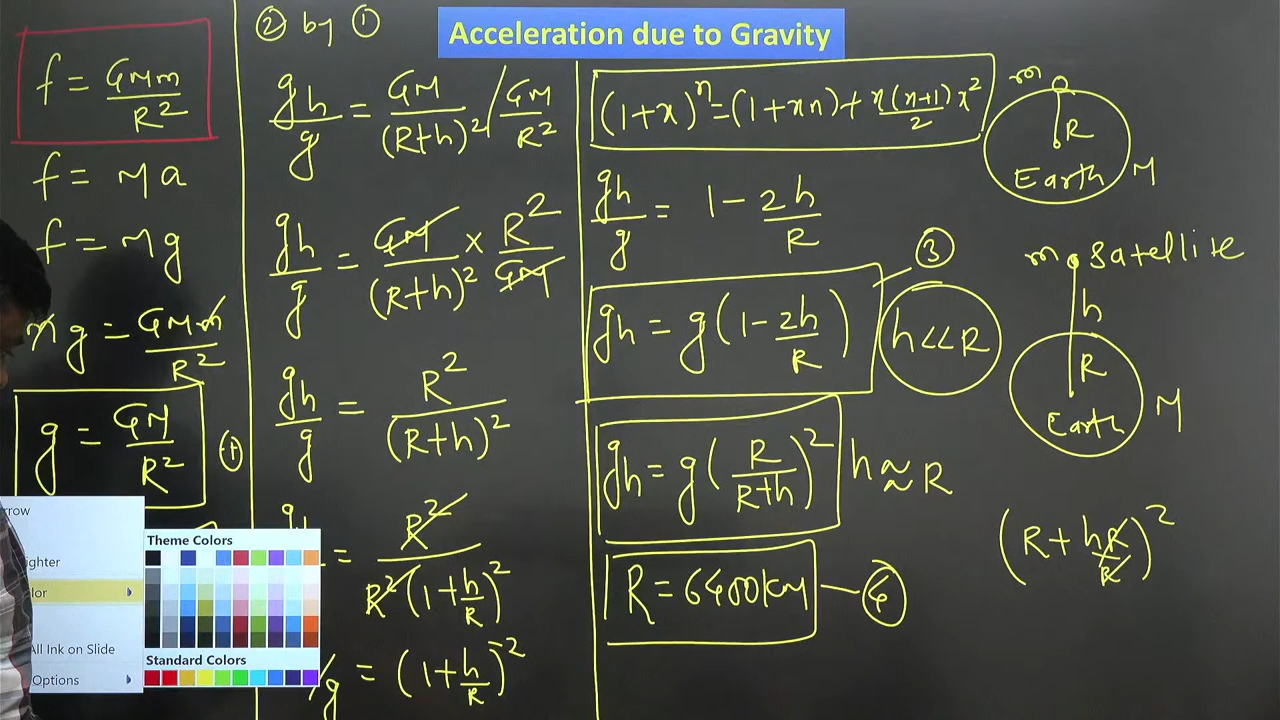 Acceleration due to Gravity
f = GMm/R²
f = Ma
f = Mg
mg = GMm/R²
g = GM/R² ①
② by ①
gh/g = GM/(R+h)² / GM/R²
gh/g = GM/(R+h)² × R²/GM
gh/g = R²/(R+h)²
= R²/R²(1+h/R)²
/g = (1+h/R)⁻²
(1+x)ⁿ = (1+xn) + n(n+1)x²/2
gh/g = 1 - 2h/R
gh = g(1 - 2h/R) ③
h<<R
gh = g(R/R+h)² h≈R
R = 6400km ④
m
R
Earth M
m satellite
h
R
Earth M
(R + hR/R)²
rrow
ghter
lor
All Ink on Slide
Options
Theme Colors
Standard Colors